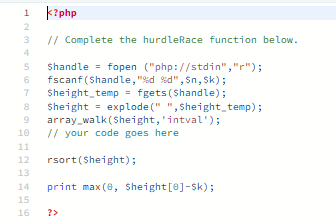 1 <?php
2
3 // Complete the hurdleRace function below.
4
5 $handle = fopen ("php://stdin","r");
6 fscanf($handle,"%d %d",$n,$k);
7 $height_temp = fgets($handle);
8 $height = explode(" ",$height_temp);
9 array_walk($height,'intval');
10 // your code goes here
11
12 rsort($height);
13
14 print max(0, $height[0]-$k);
15
16 ?>